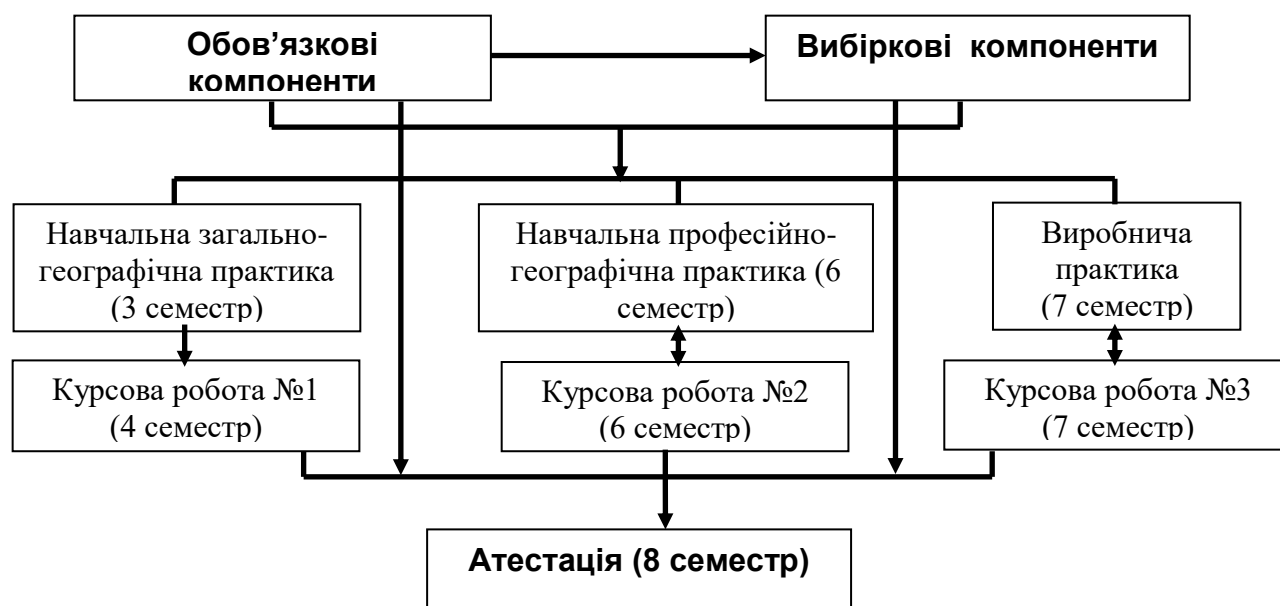 Обов’язкові
компоненти
Вибіркові компоненти
Навчальна загально-
географічна практика
(3 семестр)
Навчальна професійно-
географічна практика (6
семестр)
Виробнича
практика
(7 семестр)
Курсова робота №1
(4 семестр)
Курсова робота №2
(6 семестр)
Курсова робота №3
(7 семестр)
Атестація (8 семестр)